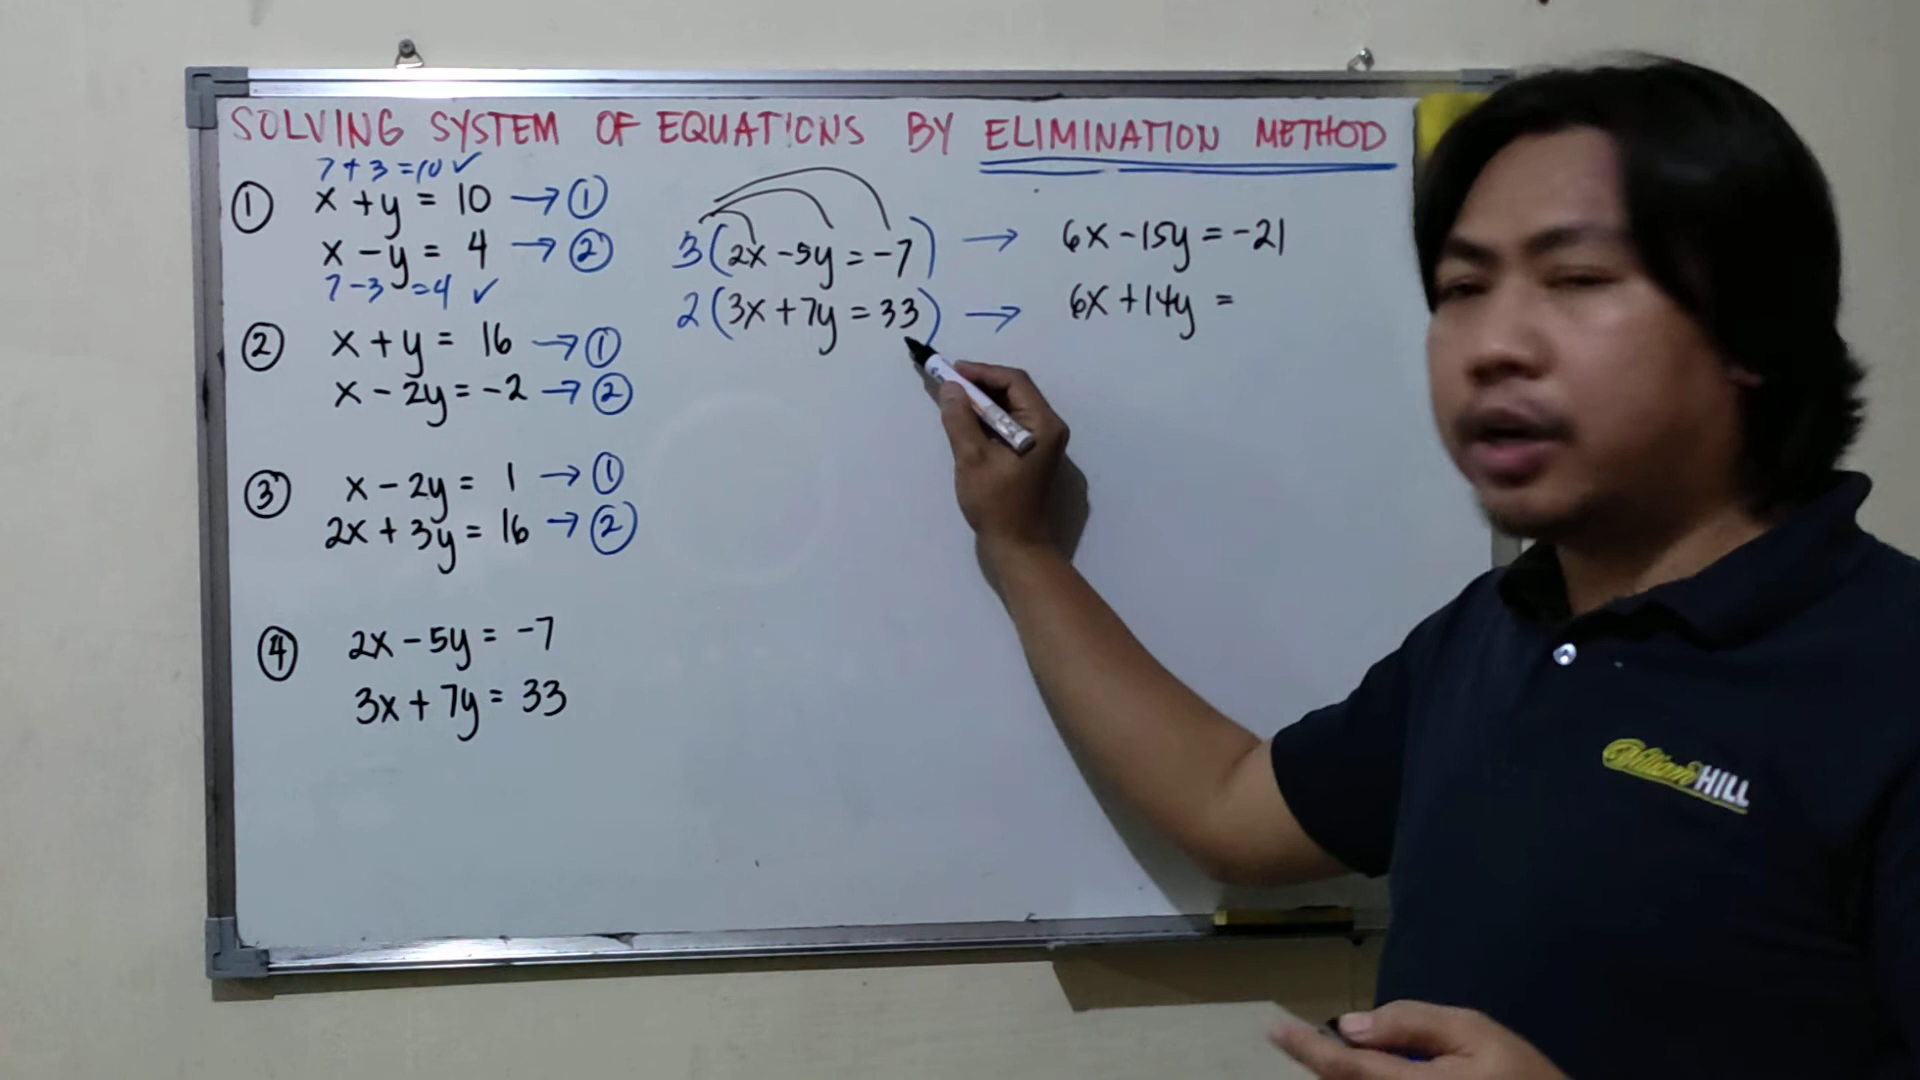 SOLVING SYSTEM OF EQUATIONS BY ELIMINATION METHOD
7 + 3 = 10 ✓
① x + y = 10 → ①
x - y = 4 → ②
7 - 3 = 4 ✓
② x + y = 16 → ①
x - 2y = -2 → ②
③ x - 2y = 1 → ①
2x + 3y = 16 → ②
④ 2x - 5y = -7
3x + 7y = 33
3(2x - 5y = -7) → 6x - 15y = -21
2(3x + 7y = 33) → 6x + 14y =
William HILL